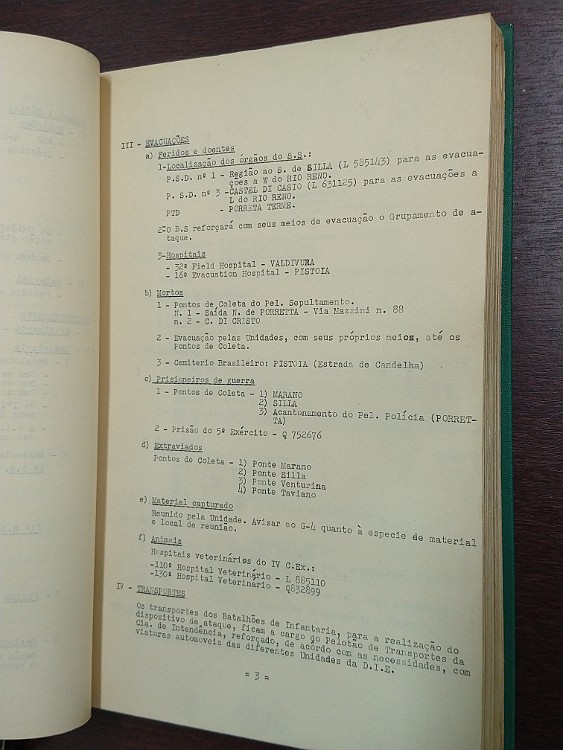 III - EVACUAÇÕES
a) Feridos e doentes
1-Localização dos órgãos do S.S.:
P.S.D. nº 1 - Região ao S. de SILLA (L 585143) para as evacua-
ções a W do RIO RENO.
P. S.D. nº 3 -CASTEL DI CASIO (L 631125) para as evacuações a
L do RIO RENO.
PTD - PORRETA TERME.
2-O B.S reforçará com seus meios de evacuação o Grupamento de a-
taque.
3-Hospitais
- 32º Field Hospital - VALDIVURA
- 16º Evacuation Hospital - PISTOIA
b) Mortos
1 - Pontos de Coleta do Pel. Sepultamento.
N. 1 - Saída N. de PORRETTA - Via Mazzini n. 88
n. 2 - C. DI CRISTO
2 - Evacuação pelas Unidades, com seus próprios meios, até os
Pontos de Coleta.
3 - Cemiterio Brasileiro: PISTOIA (Estrada de Candelha)
c) Prisioneiros de guerra
1 - Pontos de Coleta - 1) MARANO
2) SILLA
3) Acantonamento do Pel. Polícia (PORRET-
TA)
2 - Prisão do 5º Exército - Q 752676
d) Extraviados
Pontos de Coleta - 1) Ponte Marano
2) Ponte Silla
3) Ponte Venturina
4) Ponte Taviano
e) Material capturado
Reunido pela Unidade. Avisar ao G-4 quanto à especie de material
e local de reunião.
f) Animais
Hospitais veterinários do IV C.Ex.:
-110º Hospital Veterinário - L 885110
-130º Hospital Veterinario - Q832899
IV - TRANSPORTES
Os transportes dos Batalhões de Infantaria, para a realização do
dispositivo de ataque, ficam a cargo do Pelotão de Transportes da
Cia. de Intendência, reforçado, de acôrdo com as necessidades, com
viaturas automoveis das diferentes Unidades da D.I.E.
= 3 =